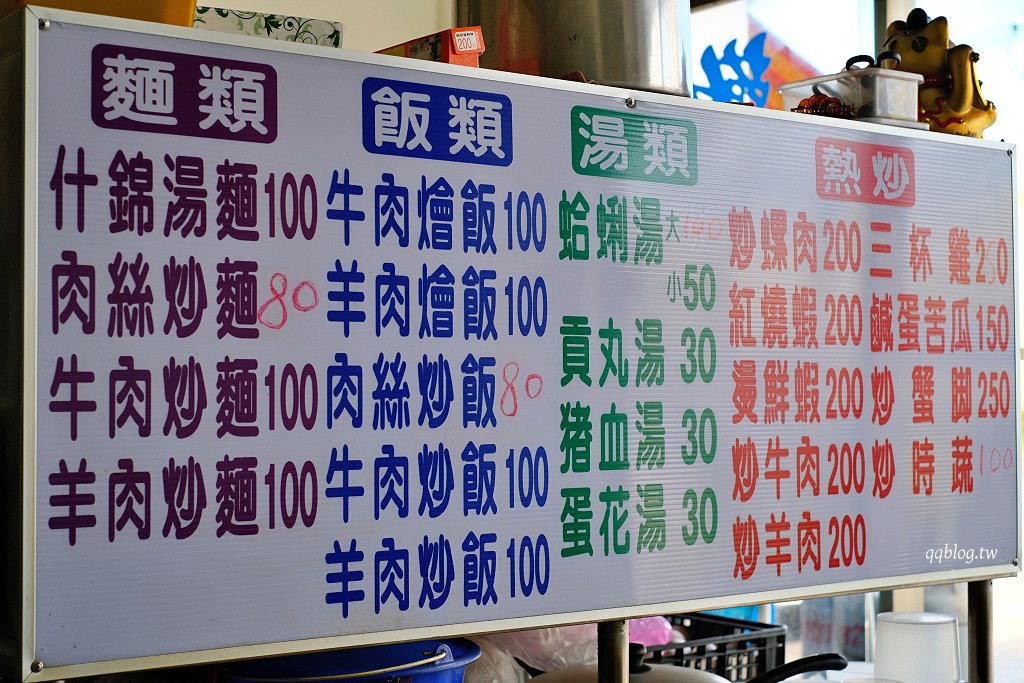 麵類
什錦湯麵100
肉絲炒麵80
牛肉炒麵100
羊肉炒麵100
飯類
牛肉燴飯100
羊肉燴飯100
肉絲炒飯80
牛肉炒飯100
羊肉炒飯100
湯類
蛤蜊湯大
小50
貢丸湯30
猪血湯30
蛋花湯30
熱炒
炒螺肉200
紅燒蝦200
燙鮮蝦200
炒牛肉200
炒羊肉200
三杯雞250
鹹蛋苦瓜150
炒蟹脚250
炒時蔬100
200
qqblog.tw